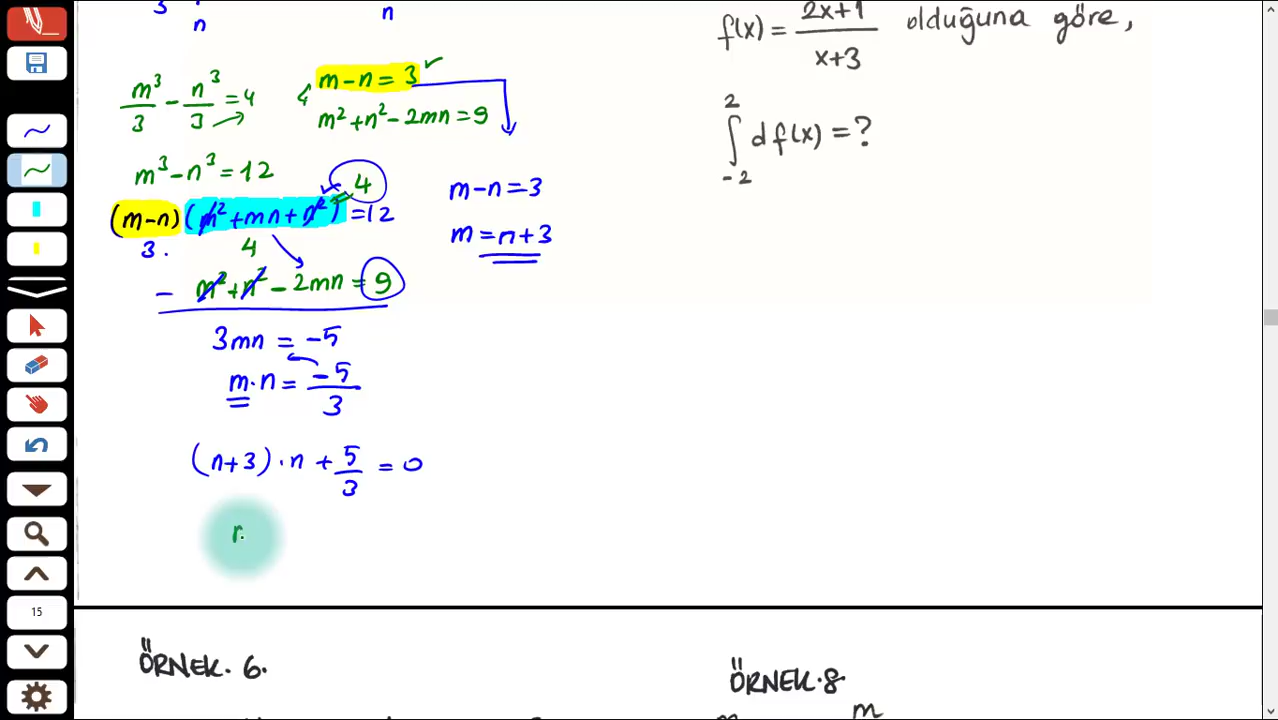 3
n
n
m³/3 - n³/3 = 4
m³ - n³ = 12
(m-n) (m² + mn + n²) = 12
4
3 .
4
- m² + n² - 2mn = 9
3mn = -5
m·n = -5/3
(n+3)·n + 5/3 = 0
n
m-n = 3
m² + n² - 2mn = 9
m-n = 3
m = n+3
f(x) = 2x+1/x+3 olduğuna göre,
∫₋₂² d f(x) = ?
ÖRNEK. 6.
ÖRNEK.8
m
15